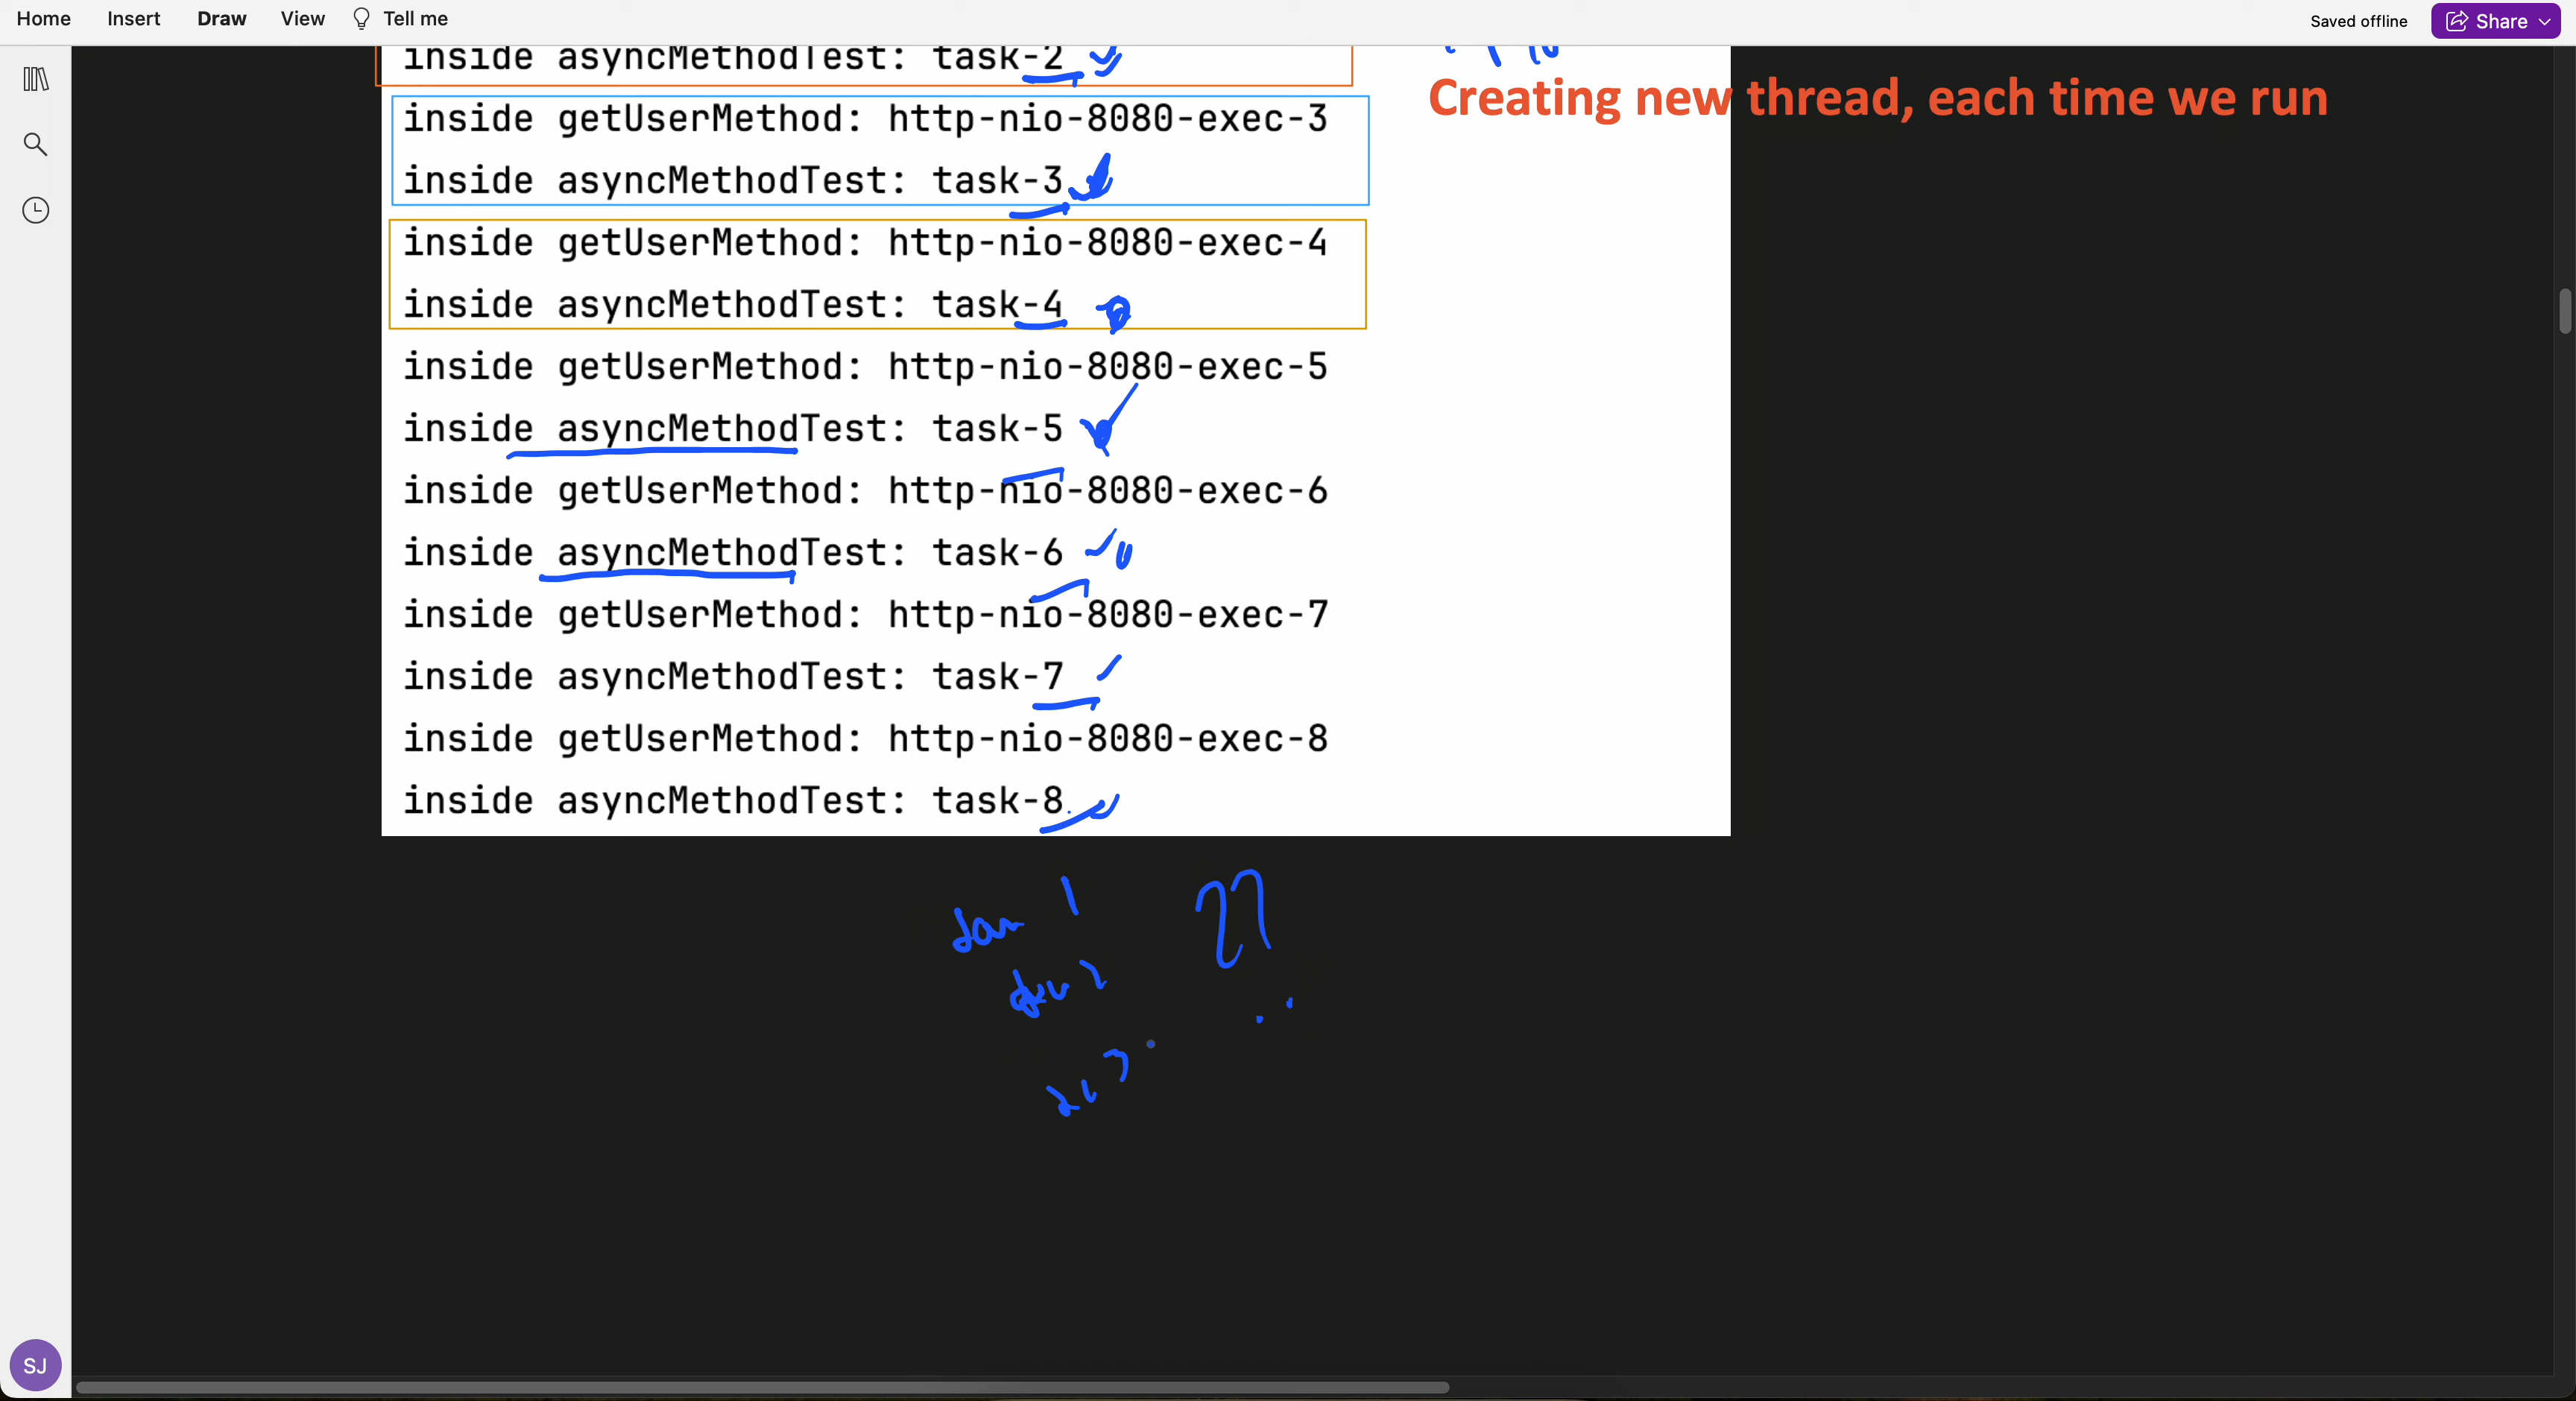 Home Insert Draw View Tell me Saved offline Share
inside asyncMethodTest: task-2
Creating new thread, each time we run
inside getUserMethod: http-nio-8080-exec-3
inside asyncMethodTest: task-3
inside getUserMethod: http-nio-8080-exec-4
inside asyncMethodTest: task-4
inside getUserMethod: http-nio-8080-exec-5
inside asyncMethodTest: task-5
inside getUserMethod: http-nio-8080-exec-6
inside asyncMethodTest: task-6
inside getUserMethod: http-nio-8080-exec-7
inside asyncMethodTest: task-7
inside getUserMethod: http-nio-8080-exec-8
inside asyncMethodTest: task-8
SJ